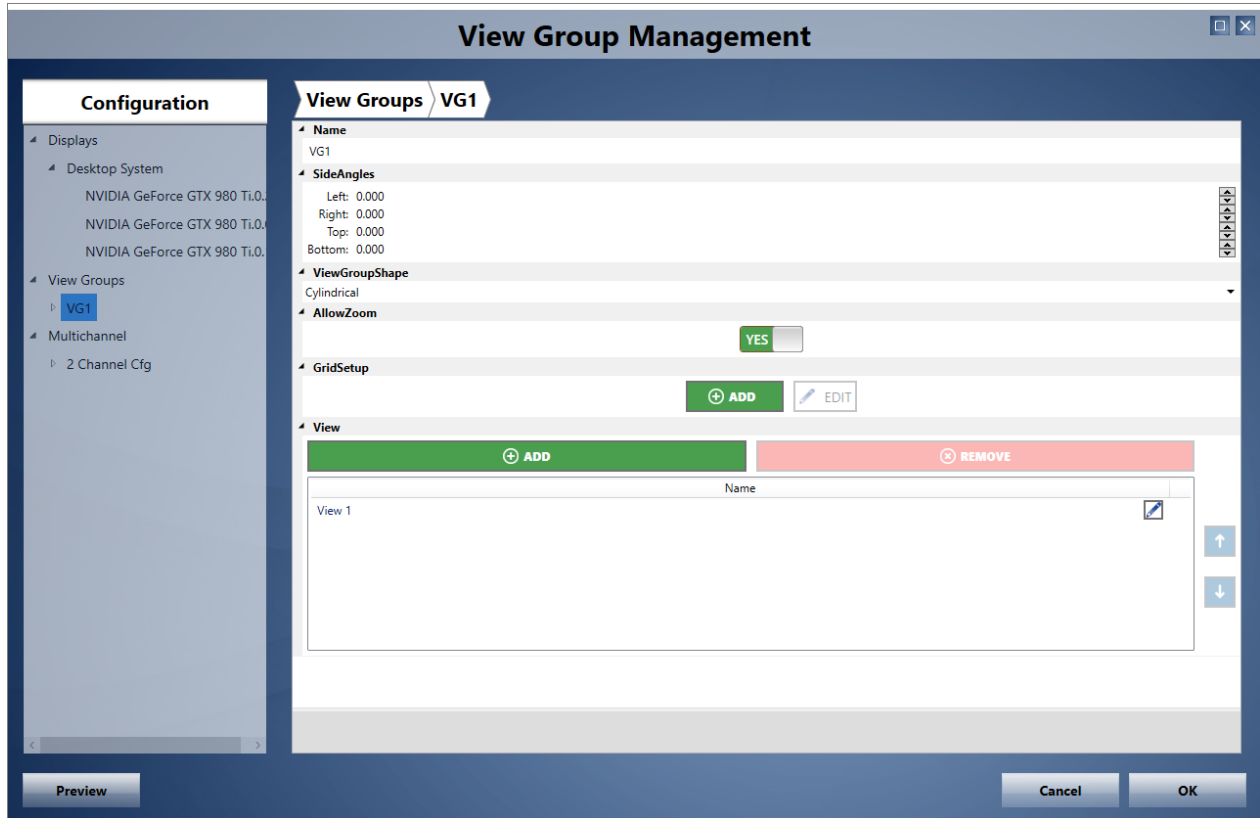 View Group Management
Configuration
Displays
Desktop System
NVIDIA GeForce GTX 980 Ti.0.
NVIDIA GeForce GTX 980 Ti.0.
NVIDIA GeForce GTX 980 Ti.0.
View Groups
VG1
Multichannel
2 Channel Cfg
View Groups VG1
Name
VG1
SideAngles
Left: 0.000
Right: 0.000
Top: 0.000
Bottom: 0.000
ViewGroupShape
Cylindrical
AllowZoom
YES
GridSetup
ADD EDIT
View
ADD REMOVE
Name
View 1
Preview Cancel OK